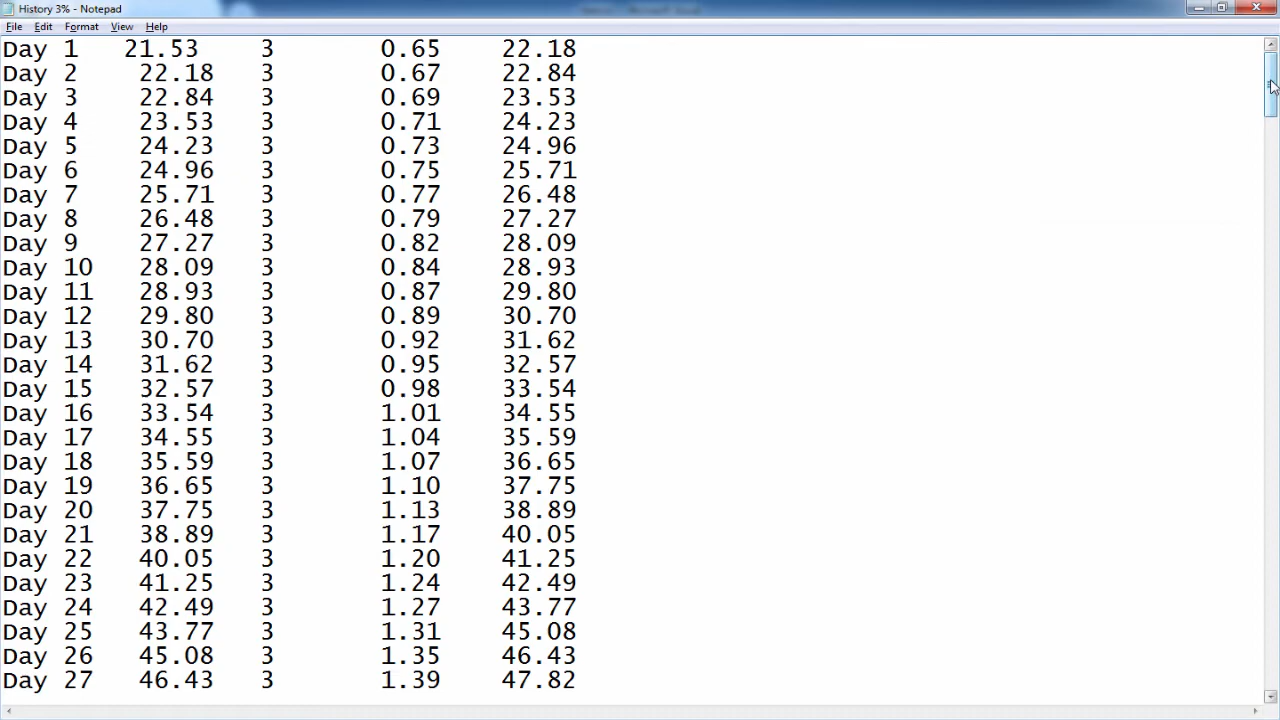 History 3% - Notepad
File Edit Format View Help
Day 1 21.53 3 0.65 22.18
Day 2 22.18 3 0.67 22.84
Day 3 22.84 3 0.69 23.53
Day 4 23.53 3 0.71 24.23
Day 5 24.23 3 0.73 24.96
Day 6 24.96 3 0.75 25.71
Day 7 25.71 3 0.77 26.48
Day 8 26.48 3 0.79 27.27
Day 9 27.27 3 0.82 28.09
Day 10 28.09 3 0.84 28.93
Day 11 28.93 3 0.87 29.80
Day 12 29.80 3 0.89 30.70
Day 13 30.70 3 0.92 31.62
Day 14 31.62 3 0.95 32.57
Day 15 32.57 3 0.98 33.54
Day 16 33.54 3 1.01 34.55
Day 17 34.55 3 1.04 35.59
Day 18 35.59 3 1.07 36.65
Day 19 36.65 3 1.10 37.75
Day 20 37.75 3 1.13 38.89
Day 21 38.89 3 1.17 40.05
Day 22 40.05 3 1.20 41.25
Day 23 41.25 3 1.24 42.49
Day 24 42.49 3 1.27 43.77
Day 25 43.77 3 1.31 45.08
Day 26 45.08 3 1.35 46.43
Day 27 46.43 3 1.39 47.82